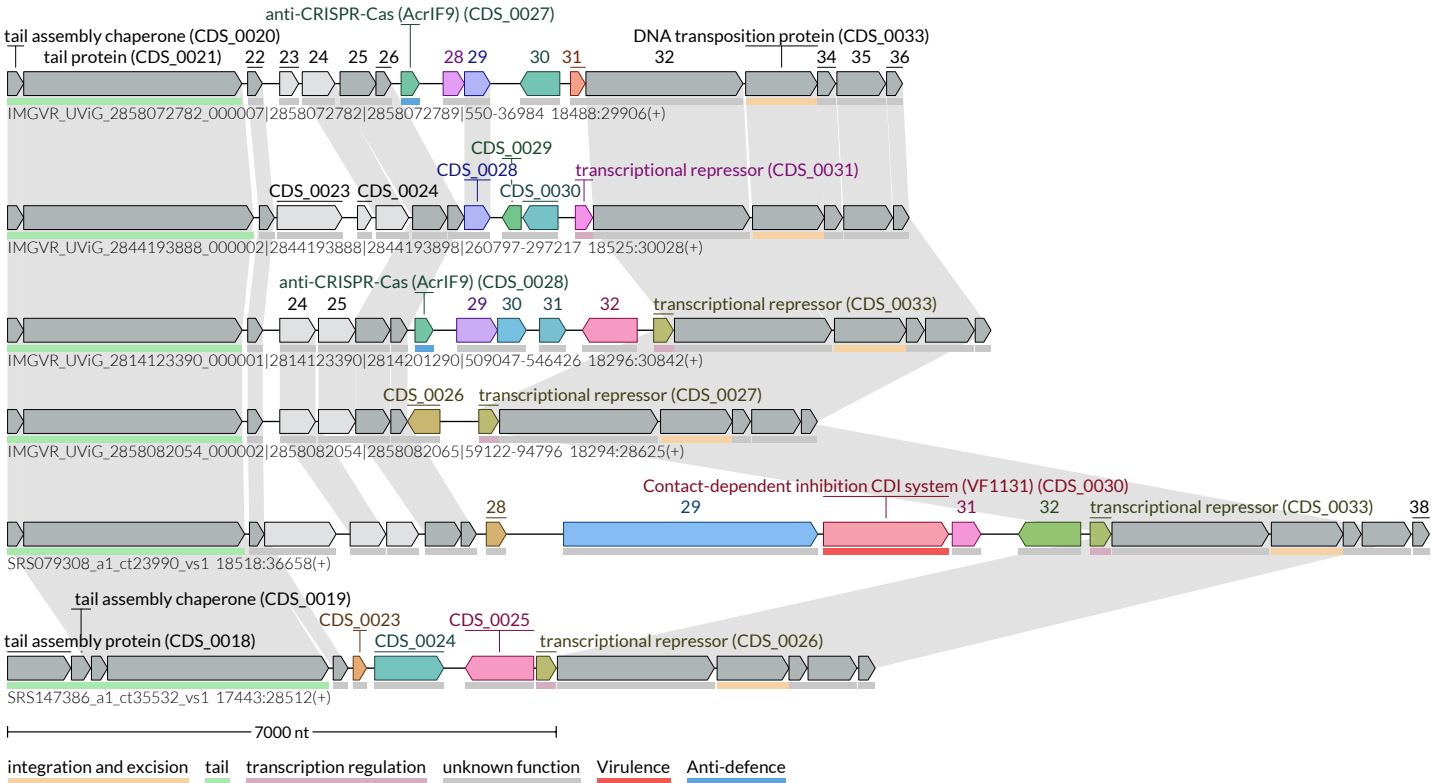 anti-CRISPR-Cas (AcrIF9) (CDS_0027)
tail assembly chaperone (CDS_0020) DNA transposition protein (CDS_0033)
tail protein (CDS_0021) 22 23 24 25 26 28 29 30 31 32 34 35 36
IMGVR_UViG_2858072782_000007|2858072782|2858072789|550-36984 18488:29906(+)
CDS_0029
CDS_0028 transcriptional repressor (CDS_0031)
CDS_0023 CDS_0024 CDS_0030
IMGVR_UViG_2844193888_000002|2844193888|2844193898|260797-297217 18525:30028(+)
anti-CRISPR-Cas (AcrIF9) (CDS_0028)
24 25 29 30 31 32 transcriptional repressor (CDS_0033)
IMGVR_UViG_2814123390_000001|2814123390|2814201290|509047-546426 18296:30842(+)
CDS_0026 transcriptional repressor (CDS_0027)
IMGVR_UViG_2858082054_000002|2858082054|2858082065|59122-94796 18294:28625(+)
Contact-dependent inhibition CDI system (VF1131) (CDS_0030)
28 29 31 32 transcriptional repressor (CDS_0033) 38
SRS079308_a1_ct23990_vs1 18518:36658(+)
tail assembly chaperone (CDS_0019)
CDS_0023 CDS_0025
tail assembly protein (CDS_0018) CDS_0024 transcriptional repressor (CDS_0026)
SRS147386_a1_ct35532_vs1 17443:28512(+)
7000 nt
integration and excision tail transcription regulation unknown function Virulence Anti-defence